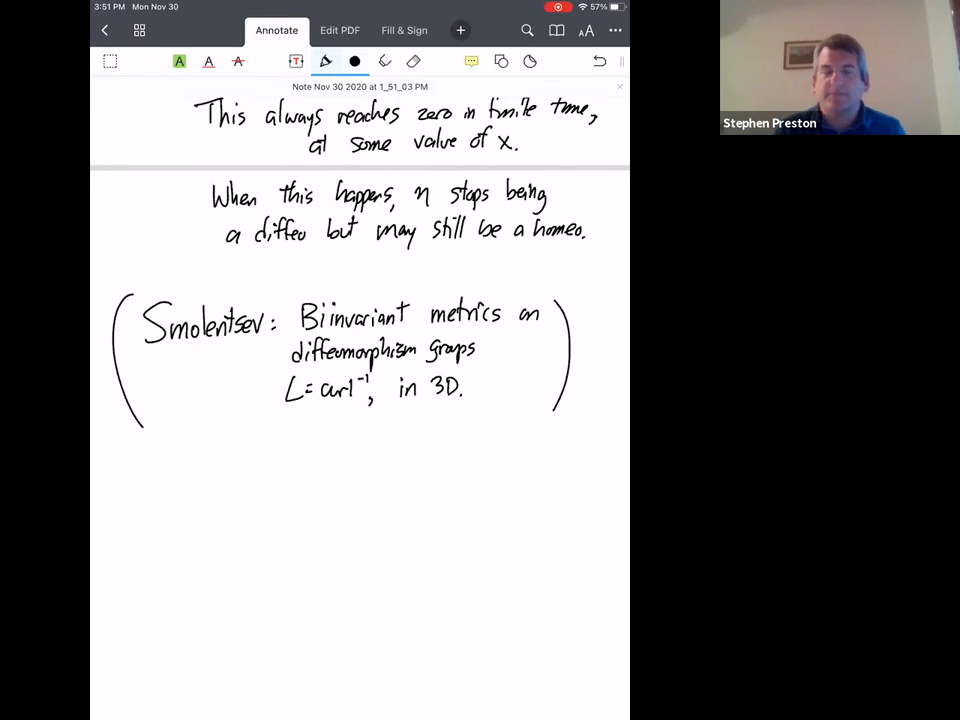 3:51 PM Mon Nov 30
57%
Annotate
Edit PDF
Fill & Sign
Note Nov 30 2020 at 1_51_03 PM
This always reaches zero in finite time,
at some value of x.
When this happens, η stops being
a diffeo but may still be a homeo.
Smolentsev: Biinvariant metrics on
diffeomorphism groups
L = curl⁻¹, in 3D.
Stephen Preston